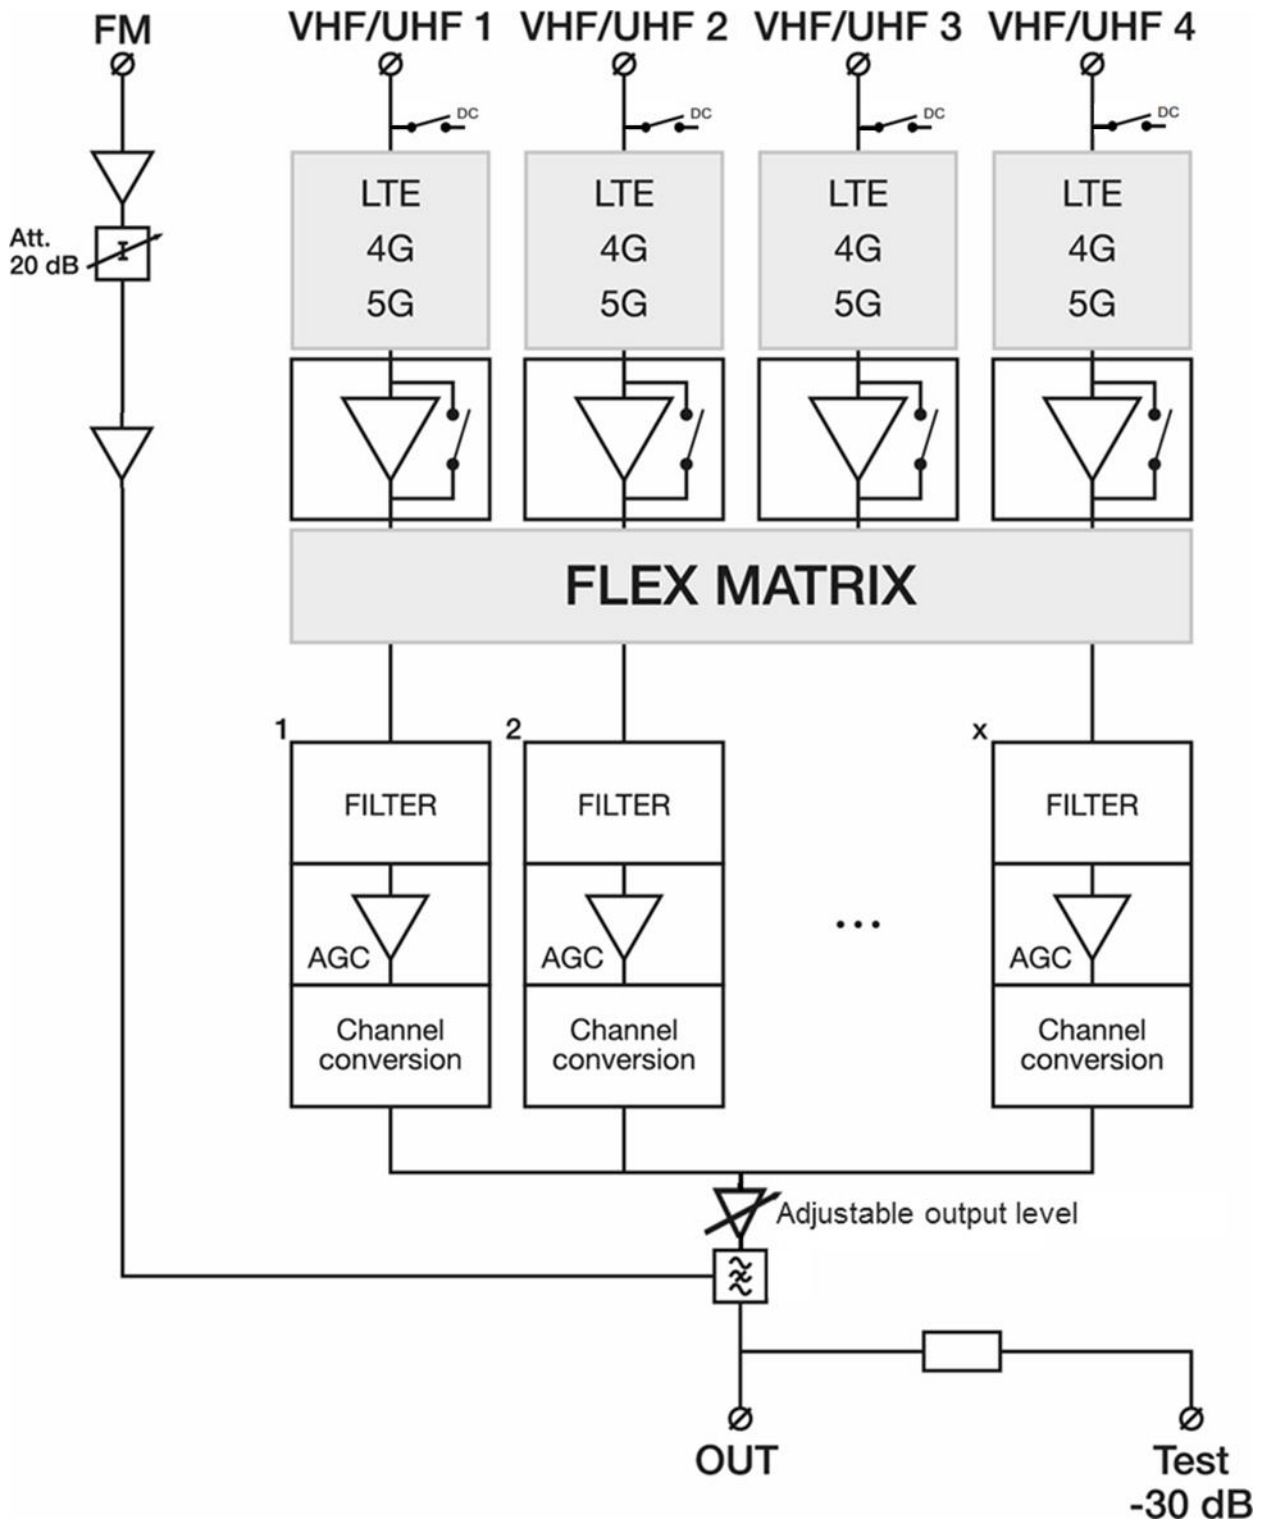 FM
VHF/UHF 1
VHF/UHF 2
VHF/UHF 3
VHF/UHF 4
DC
DC
DC
DC
Att.
20 dB
LTE
4G
5G
LTE
4G
5G
LTE
4G
5G
LTE
4G
5G
FLEX MATRIX
1
FILTER
AGC
Channel
conversion
2
FILTER
AGC
Channel
conversion
...
x
FILTER
AGC
Channel
conversion
Adjustable output level
OUT
Test
-30 dB